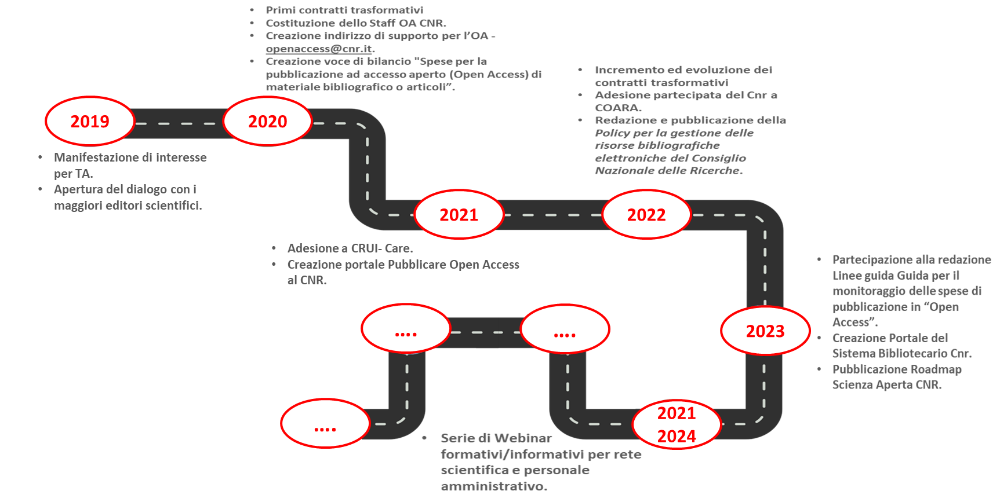 • Primi contratti trasformativi
• Costituzione dello Staff OA CNR.
• Creazione indirizzo di supporto per l’OA -
openaccess@cnr.it.
• Creazione voce di bilancio "Spese per la
pubblicazione ad accesso aperto (Open Access) di
materiale bibliografico o articoli”.
• Incremento ed evoluzione dei
contratti trasformativi
• Adesione partecipata del Cnr a
COARA.
• Redazione e pubblicazione della
Policy per la gestione delle
risorse bibliografiche
elettroniche del Consiglio
Nazionale delle Ricerche.
2019
2020
• Manifestazione di interesse
per TA.
• Apertura del dialogo con i
maggiori editori scientifici.
2021
2022
• Adesione a CRUI- Care.
• Creazione portale Pubblicare Open Access
al CNR.
• Partecipazione alla redazione
Linee guida Guida per il
monitoraggio delle spese di
pubblicazione in “Open
Access”.
• Creazione Portale del
Sistema Bibliotecario Cnr.
• Pubblicazione Roadmap
Scienza Aperta CNR.
2023
....
....
2021
2024
....
• Serie di Webinar
formativi/informativi per rete
scientifica e personale
amministrativo.